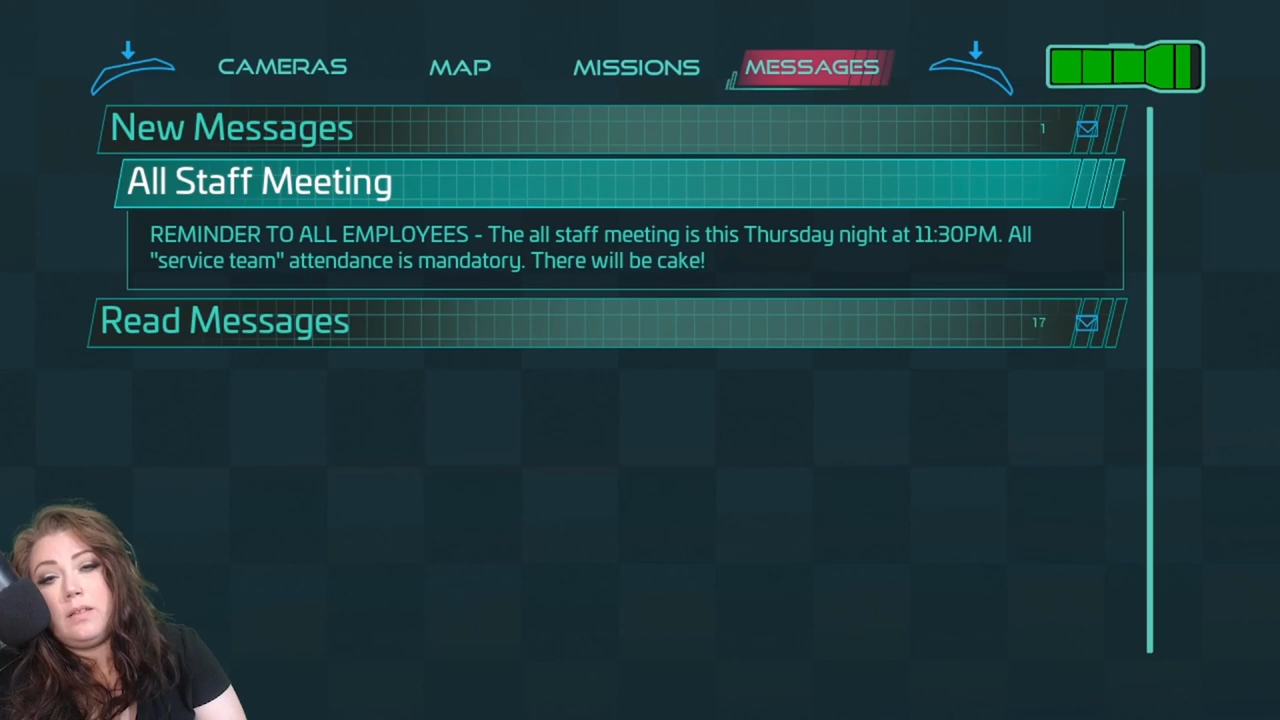 CAMERAS MAP MISSIONS MESSAGES
New Messages 1
All Staff Meeting
REMINDER TO ALL EMPLOYEES - The all staff meeting is this Thursday night at 11:30PM. All
"service team" attendance is mandatory. There will be cake!
Read Messages 17